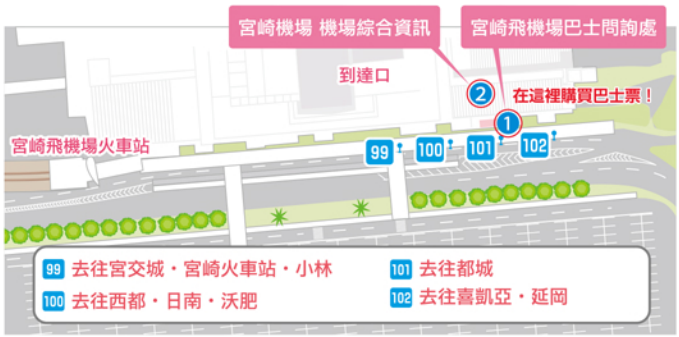 宮崎機場 機場綜合資訊
宮崎飛機場巴士問詢處
到達口
②
在這裡購買巴士票！
①
宮崎飛機場火車站
99
100
101
102
99 去往宮交城・宮崎火車站・小林
101 去往都城
100 去往西都・日南・沃肥
102 去往喜凱亞・延岡